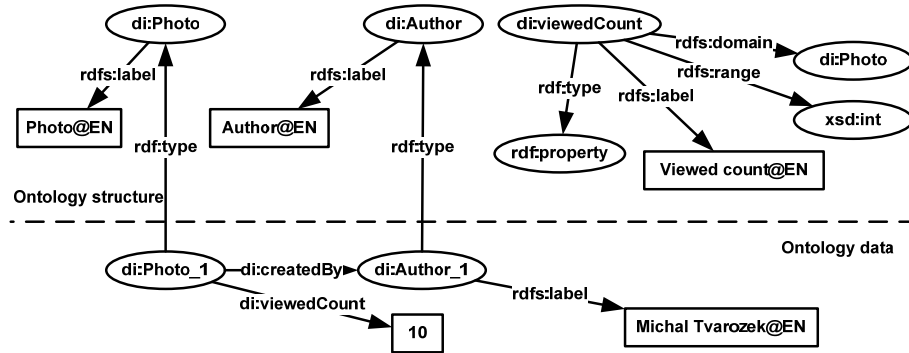 di:Photo
di:Author
di:viewedCount
rdfs:domain
di:Photo
rdfs:label
rdfs:label
rdfs:range
rdf:type
rdfs:label
Photo@EN
Author@EN
xsd:int
rdf:type
rdf:type
rdf:property
Viewed count@EN
Ontology structure
Ontology data
di:Photo_1
di:createdBy
di:Author_1
rdfs:label
di:viewedCount
10
Michal Tvarozek@EN